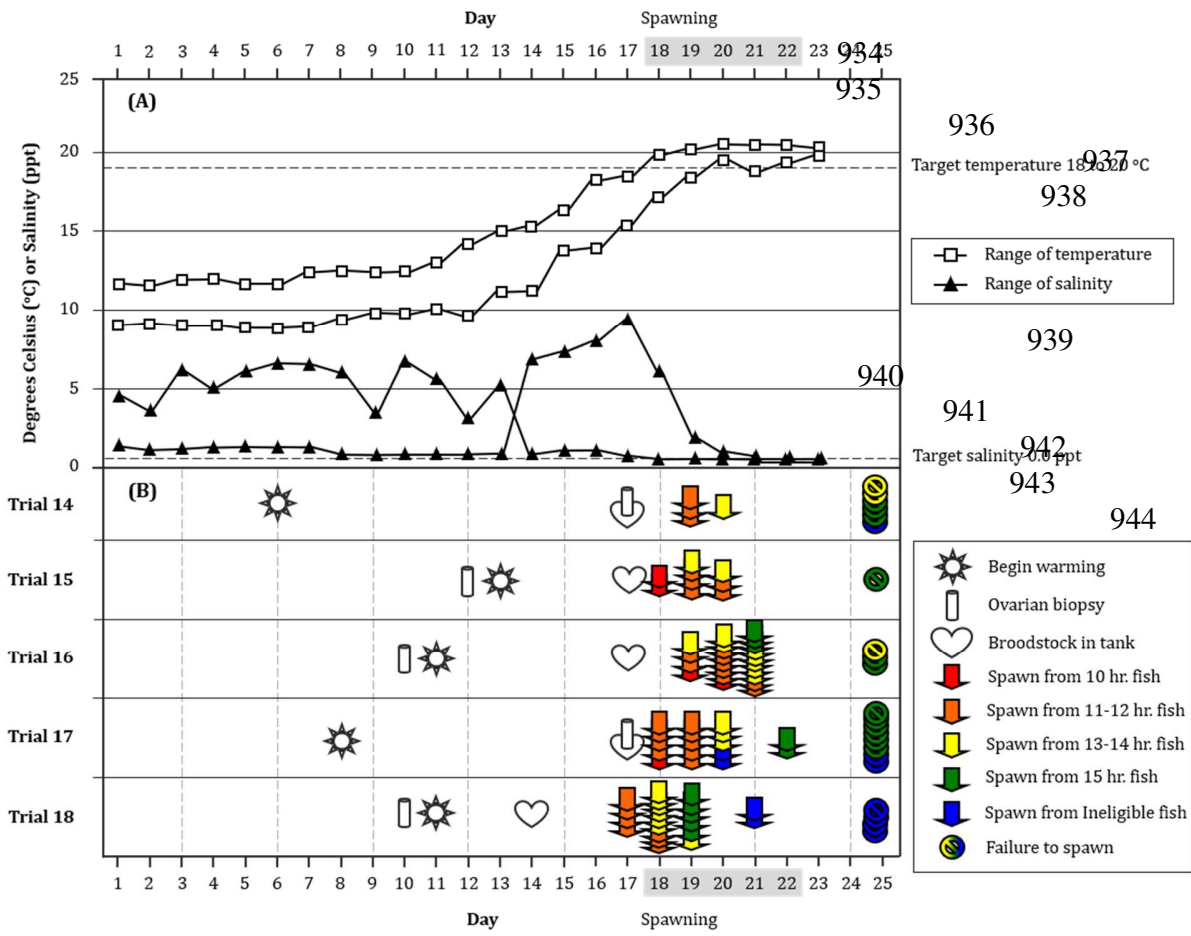 Day Spawning
1 2 3 4 5 6 7 8 9 10 11 12 13 14 15 16 17 18 19 20 21 22 23 24 25
934
25 (A)
935
936
20
Target temperature 18 to 20 °C
937
938
15
Range of temperature
Range of salinity
10
939
5
940
941
942
Target salinity 0.6 ppt
0
943
944
Degrees Celsius (°C) or Salinity (ppt)
(B)
Trial 14
Trial 15
Trial 16
Trial 17
Trial 18
Begin warming
Ovarian biopsy
Broodstock in tank
Spawn from 10 hr. fish
Spawn from 11-12 hr. fish
Spawn from 13-14 hr. fish
Spawn from 15 hr. fish
Spawn from Ineligible fish
Failure to spawn
1 2 3 4 5 6 7 8 9 10 11 12 13 14 15 16 17 18 19 20 21 22 23 24 25
Day Spawning